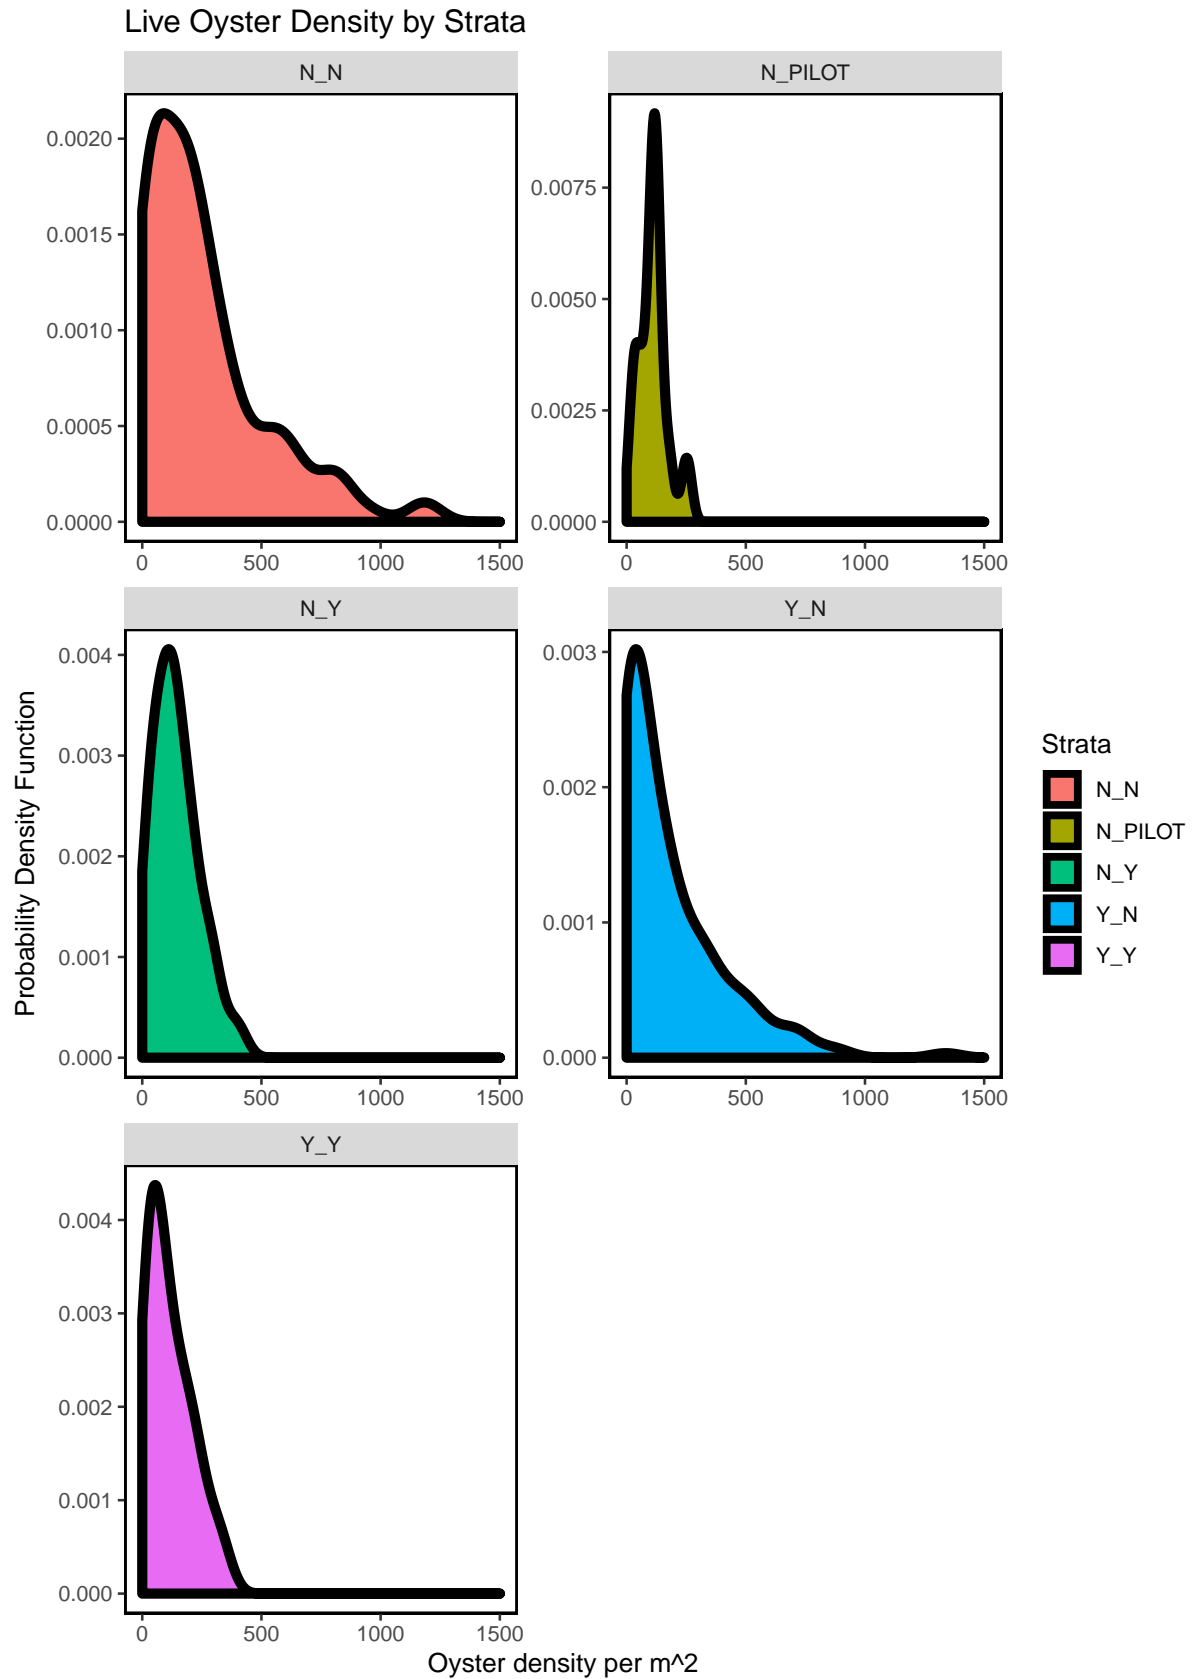 Live Oyster Density by Strata
N_N
N_PILOT
0.0020
0.0015
0.0010
0.0005
0.0000
0.0075
0.0050
0.0025
0.0000
0 500 1000 1500
0 500 1000 1500
N_Y
Y_N
0.004
0.003
0.002
0.001
0.000
0.003
0.002
0.001
0.000
0 500 1000 1500
0 500 1000 1500
Y_Y
0.004
0.003
0.002
0.001
0.000
0 500 1000 1500
Probability Density Function
Oyster density per m^2
Strata
N_N
N_PILOT
N_Y
Y_N
Y_Y